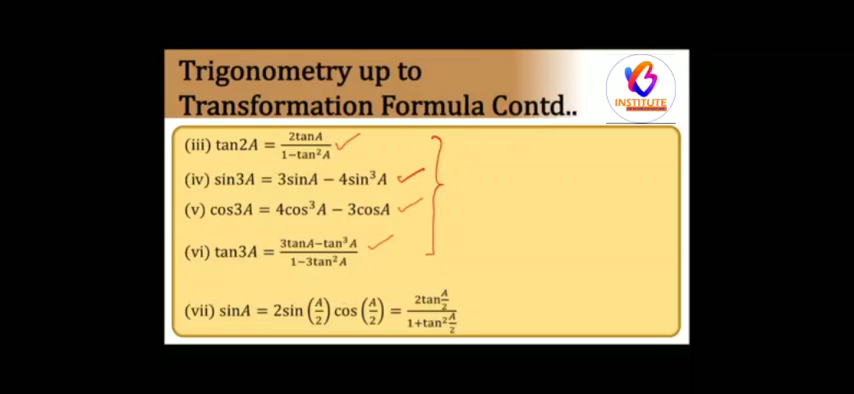 Trigonometry up to
Transformation Formula Contd..
INSTITUTE
(iii) tan2A = 2tanA / 1−tan²A
(iv) sin3A = 3sinA − 4sin³A
(v) cos3A = 4cos³A − 3cosA
(vi) tan3A = 3tanA−tan³A / 1−3tan²A
(vii) sinA = 2sin (A/2) cos (A/2) = 2tan A/2 / 1+tan² A/2